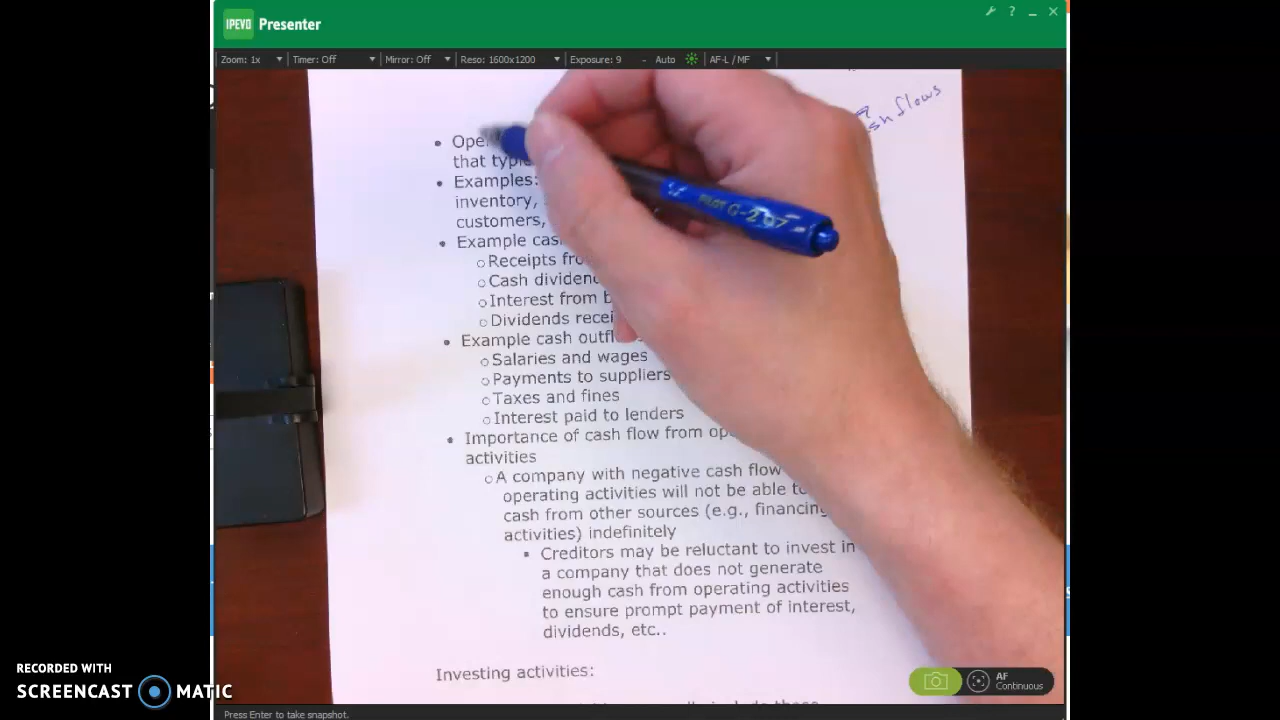 IPEVO Presenter
Zoom: 1x Timer: Off Mirror: Off Reso: 1600x1200 Exposure: 9 - Auto AF-L / MF
flows
• Oper
that typic
• Examples:
inventory,
customers,
• Example cas
○ Receipts fro
○ Cash dividen
○ Interest from b
○ Dividends recei
• Example cash outfl
○ Salaries and wages
○ Payments to suppliers
○ Taxes and fines
○ Interest paid to lenders
• Importance of cash flow from ope
activities
○ A company with negative cash flow
operating activities will not be able to
cash from other sources (e.g., financing
activities) indefinitely
▪ Creditors may be reluctant to invest in
a company that does not generate
enough cash from operating activities
to ensure prompt payment of interest,
dividends, etc..
Investing activities:
PILOT G-2 07
AF
Continuous
RECORDED WITH
SCREENCAST MATIC
Press Enter to take snapshot.